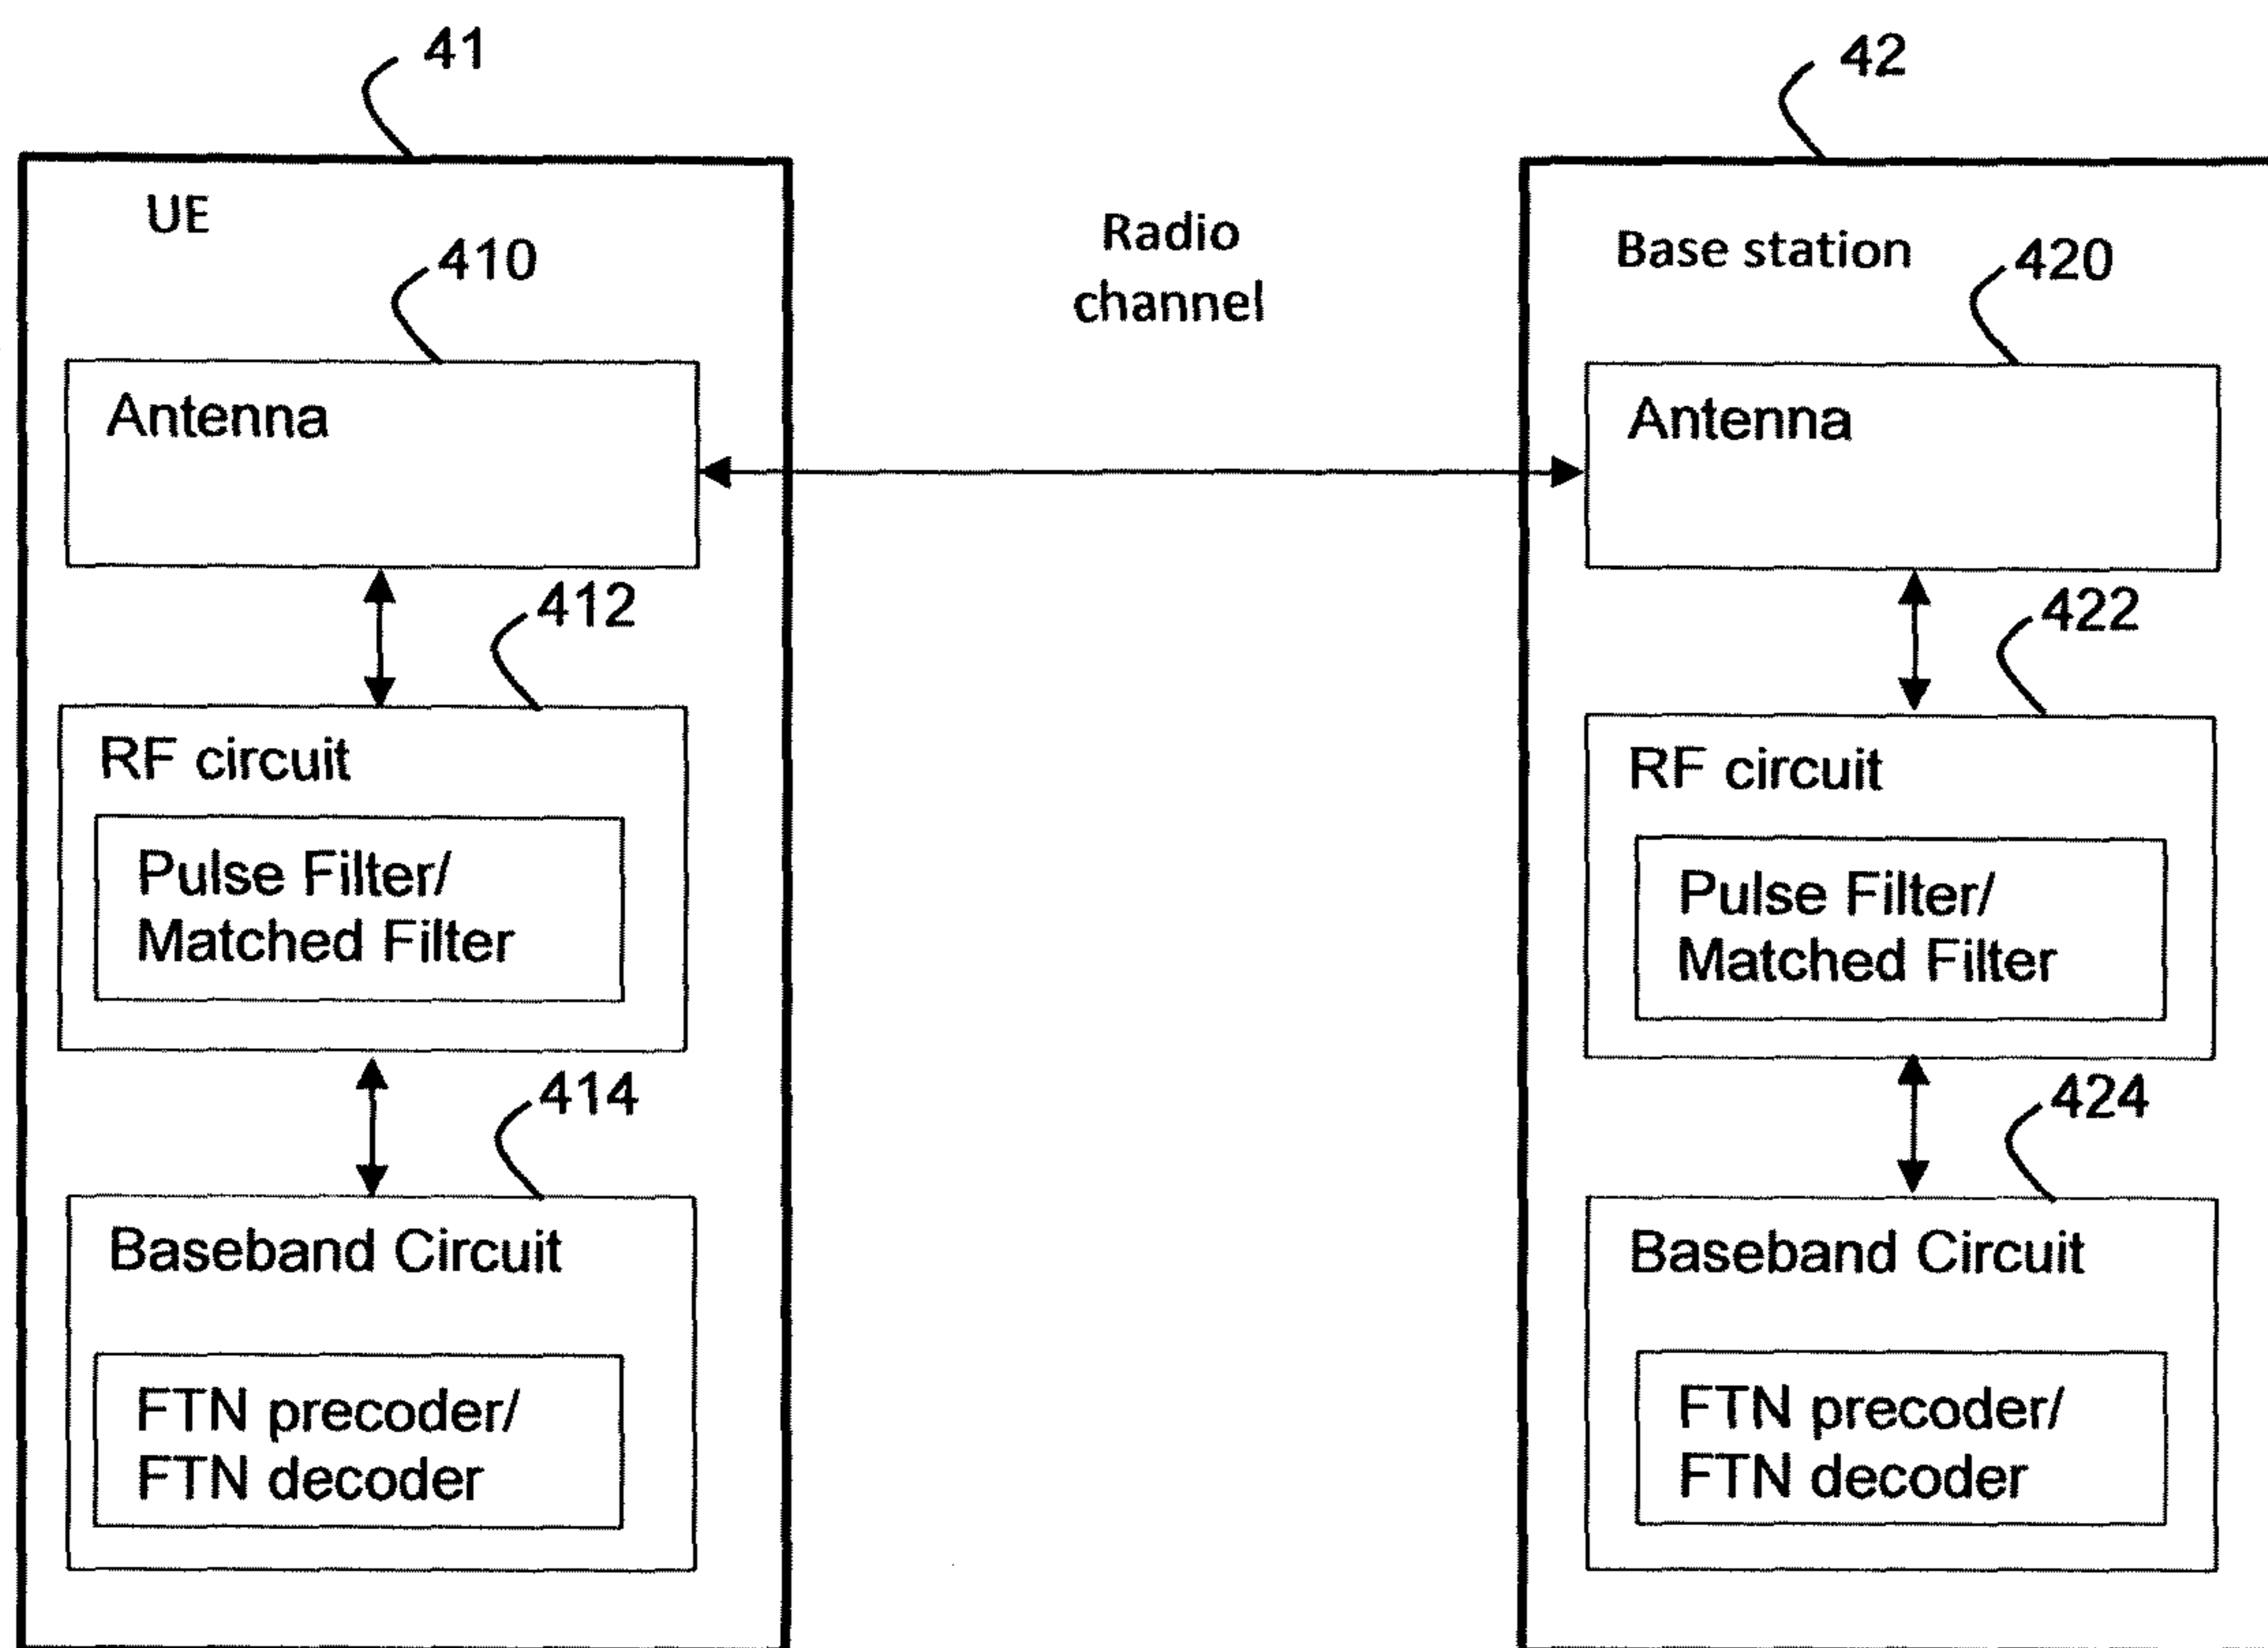 41
42
UE
Radio
channel
Base station
410
420
Antenna
Antenna
412
422
RF circuit
RF circuit
Pulse Filter/
Matched Filter
Pulse Filter/
Matched Filter
414
424
Baseband Circuit
Baseband Circuit
FTN precoder/
FTN decoder
FTN precoder/
FTN decoder